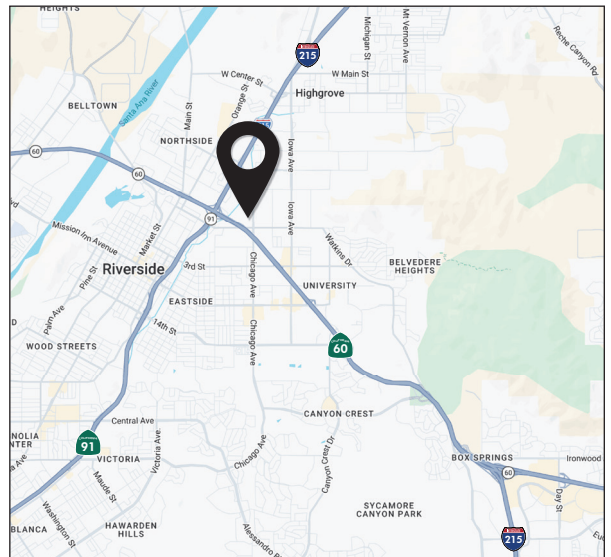 HEIGHTS
Michigan St
Mt Vernon Ave
Reche Canyon Rd
INTERSTATE
215
W Center St
W Main St
Orange St
Highgrove
BELLTOWN
Santa Ana River
Main St
NORTHSIDE
Iowa Ave
60
60
91
Iowa Ave
Mission Inn Avenue
Market St
Watkins Dr
Riverside
3rd St
Chicago Ave
BELVEDERE
HEIGHTS
Pine St
EASTSIDE
UNIVERSITY
Palm Ave
14th St
Chicago Ave
WOOD STREETS
60
CANYON CREST
Central Ave
91
NOLIA
NTER
VICTORIA
Victoria Ave.
Chicago Ave
Canyon Crest Dr
BOX SPRINGS
60
Ironwood
Maude St
Day St
Washington St
SYCAMORE
CANYON PARK
BLANCA
HAWARDEN
HILLS
Alessandro
215